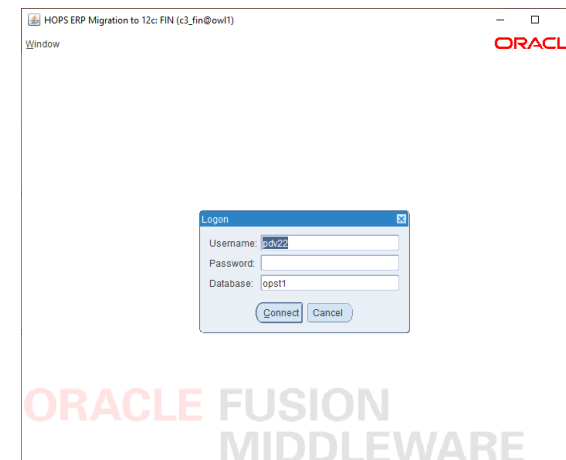 HOPS ERP Migration to 12c: FIN (c3_fin@owl1)
Window
ORACL
Logon
Username: pdv22
Password:
Database: opst1
Connect Cancel
ORACLE FUSION
MIDDLEWARE